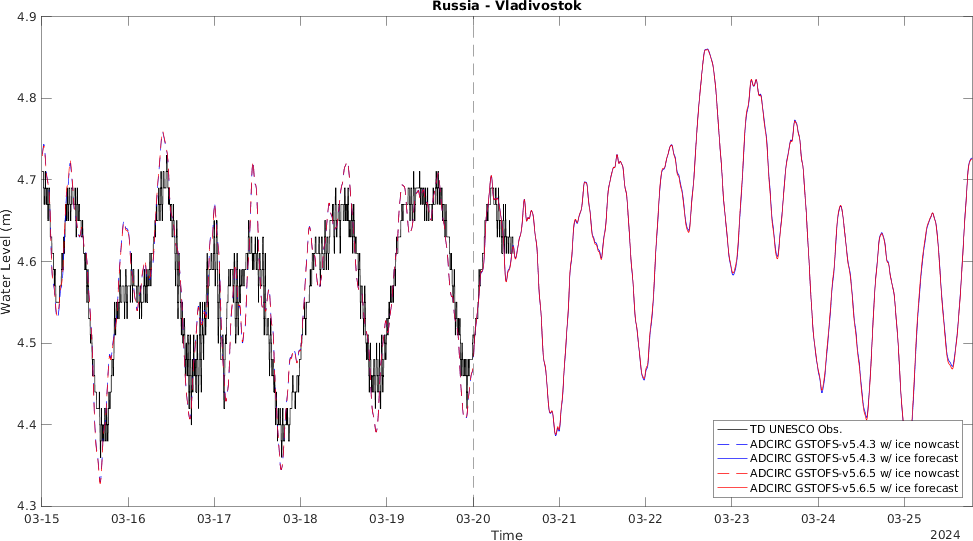 Russia - Vladivostok
4.9
4.8
4.7
4.6
4.5
4.4
4.3
Water Level (m)
TD UNESCO Obs.
ADCIRC GSTOFS-v5.4.3 w/ ice nowcast
ADCIRC GSTOFS-v5.4.3 w/ ice forecast
ADCIRC GSTOFS-v5.6.5 w/ ice nowcast
ADCIRC GSTOFS-v5.6.5 w/ ice forecast
03-15 03-16 03-17 03-18 03-19 03-20 03-21 03-22 03-23 03-24 03-25
Time
2024